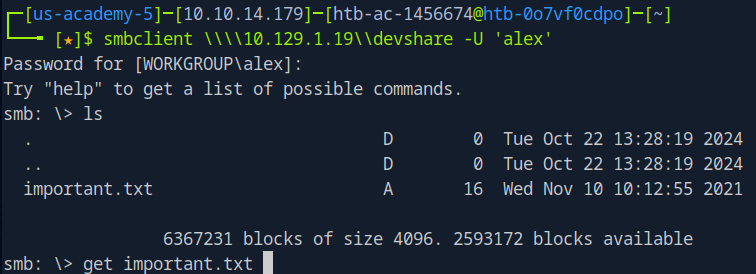 [us-academy-5]─[10.10.14.179]─[htb-ac-1456674@htb-0o7vf0cdpo]─[~]
[★]$ smbclient \\\\10.129.1.19\\devshare -U 'alex'
Password for [WORKGROUP\alex]:
Try "help" to get a list of possible commands.
smb: \> ls
. D 0 Tue Oct 22 13:28:19 2024
.. D 0 Tue Oct 22 13:28:19 2024
important.txt A 16 Wed Nov 10 10:12:55 2021
6367231 blocks of size 4096. 2593172 blocks available
smb: \> get important.txt